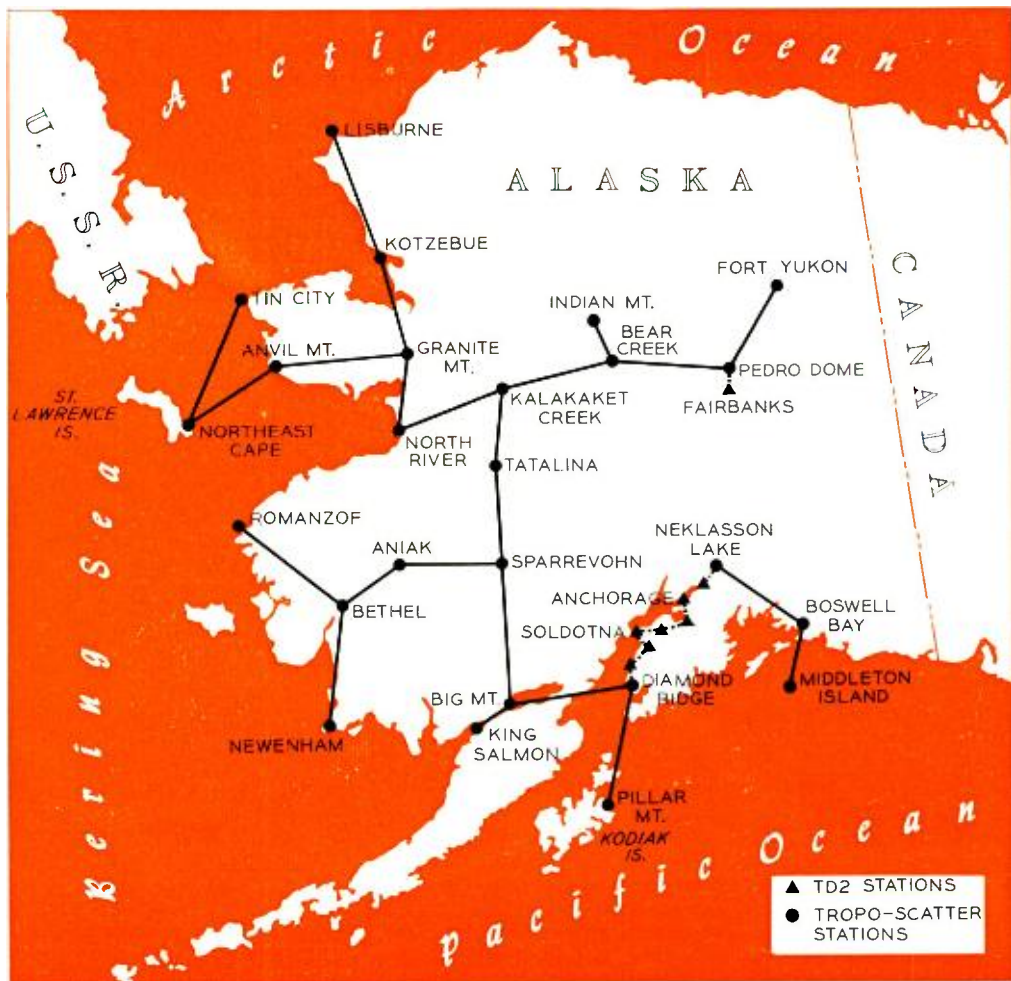 Arctic Ocean
U.S.S.R.
LISBURNE
ALASKA
KOTZEBUE
CANADA
FORT YUKON
TIN CITY
INDIAN MT.
BEAR
CREEK
ANVIL MT.
GRANITE
MT.
PEDRO DOME
ST.
LAWRENCE
IS.
KALAKAKET
CREEK
FAIRBANKS
NORTHEAST
CAPE
NORTH
RIVER
TATALINA
Bering Sea
ROMANZOF
NEKLASSON
LAKE
ANIAK
SPARREVOHN
ANCHORAGE
BETHEL
BOSWELL
BAY
SOLDOTNA
DIAMOND
RIDGE
MIDDLETON
ISLAND
BIG MT.
NEWENHAM
KING
SALMON
PILLAR
MT.
KODIAK
IS.
pacific Ocean
TD2 STATIONS
TROPO-SCATTER
STATIONS